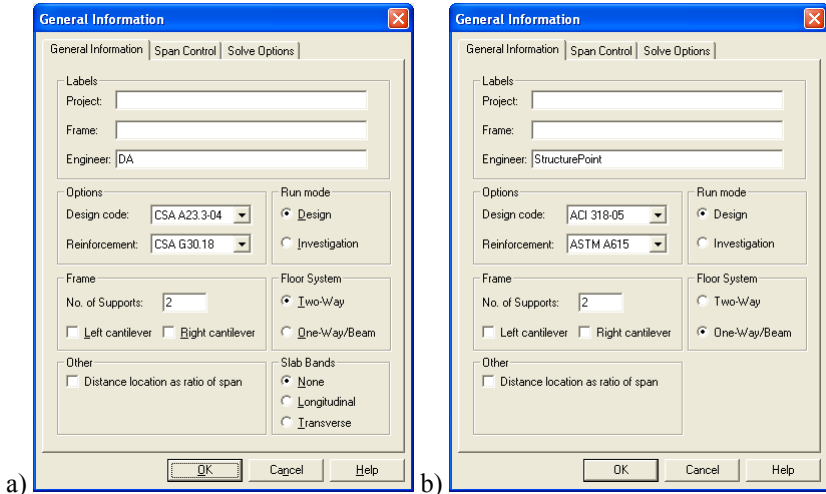 General Information
General Information Span Control Solve Options
Labels
Project:
Frame:
Engineer: DA
Options
Design code: CSA A23.3-04
Reinforcement: CSA G30.18
Run mode
Design
Investigation
Frame
No. of Supports: 2
Left cantilever Right cantilever
Floor System
Two-Way
One-Way/Beam
Other
Distance location as ratio of span
Slab Bands
None
Longitudinal
Transverse
OK Cancel Help
a)
General Information
General Information Span Control Solve Options
Labels
Project:
Frame:
Engineer: StructurePoint
Options
Design code: ACI 318-05
Reinforcement: ASTM A615
Run mode
Design
Investigation
Frame
No. of Supports: 2
Left cantilever Right cantilever
Floor System
Two-Way
One-Way/Beam
Other
Distance location as ratio of span
OK Cancel Help
b)